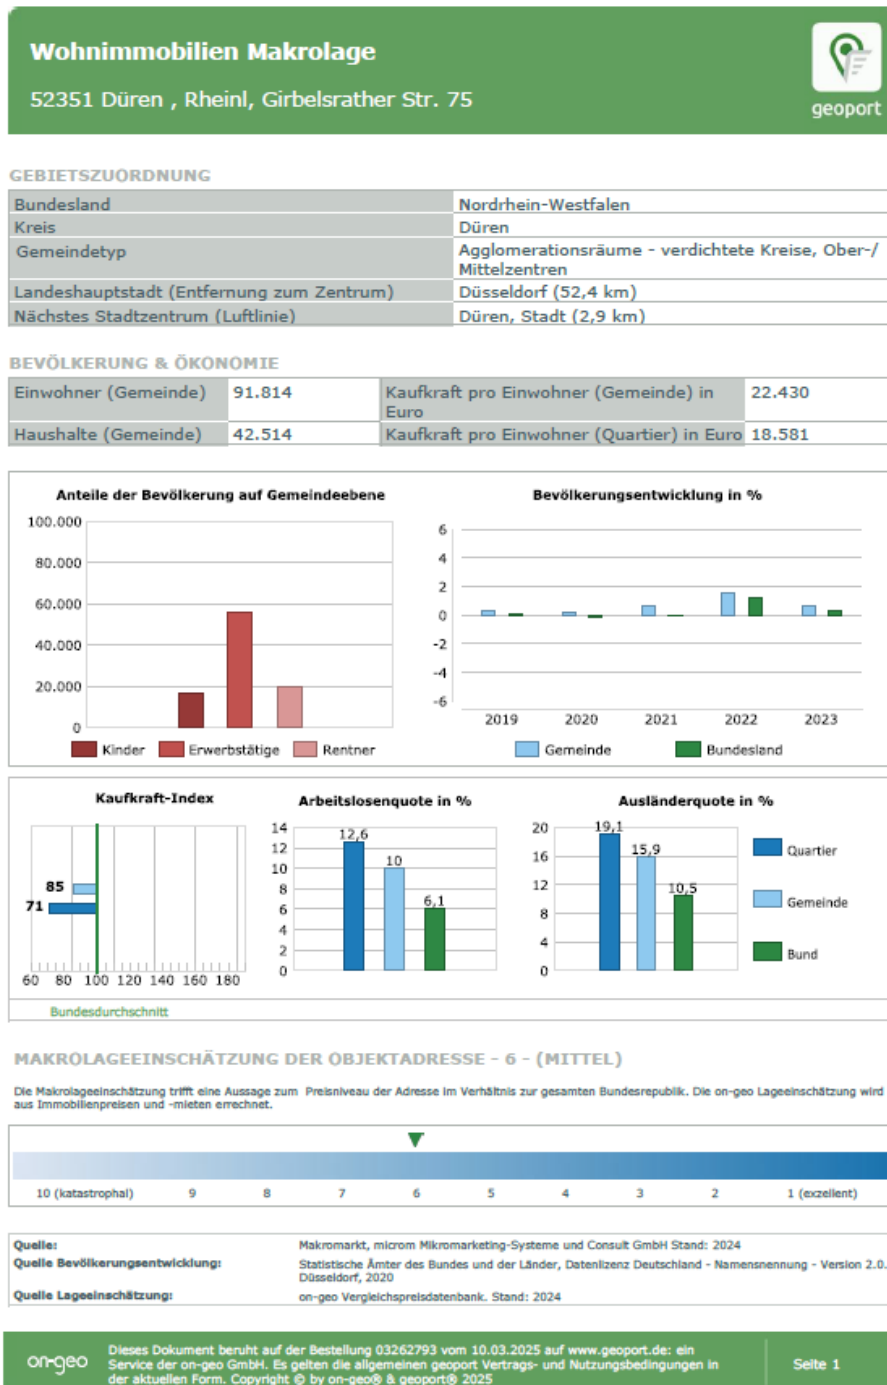 Wohnimmobilien Makrolage
52351 Düren , Rheinl, Girbelsrather Str. 75
geoport
GEBIETSZUORDNUNG
Bundesland Nordrhein-Westfalen
Kreis Düren
Gemeindetyp Agglomerationsräume - verdichtete Kreise, Ober-/
Mittelzentren
Landeshauptstadt (Entfernung zum Zentrum) Düsseldorf (52,4 km)
Nächstes Stadtzentrum (Luftlinie) Düren, Stadt (2,9 km)
BEVÖLKERUNG & ÖKONOMIE
Einwohner (Gemeinde) 91.814 Kaufkraft pro Einwohner (Gemeinde) in 22.430
Euro
Haushalte (Gemeinde) 42.514 Kaufkraft pro Einwohner (Quartier) in Euro 18.581
Anteile der Bevölkerung auf Gemeindeebene
100.000
80.000
60.000
40.000
20.000
0
Kinder Erwerbstätige Rentner
Bevölkerungsentwicklung in %
6
4
2
0
-2
-4
-6
2019 2020 2021 2022 2023
Gemeinde Bundesland
Kaufkraft-Index
85
71
60 80 100 120 140 160 180
Bundesdurchschnitt
Arbeitslosenquote in %
14
12
10
8
6
4
2
0
12,6
10
6,1
Ausländerquote in %
20
16
12
8
4
0
19,1
15,9
10,5
Quartier
Gemeinde
Bund
MAKROLAGEEINSCHÄTZUNG DER OBJEKTADRESSE - 6 - (MITTEL)
Die Makrolageeinschätzung trifft eine Aussage zum Preisniveau der Adresse im Verhältnis zur gesamten Bundesrepublik. Die on-geo Lageeinschätzung wird
aus Immobilienpreisen und -mieten errechnet.
10 (katastrophal) 9 8 7 6 5 4 3 2 1 (exzellent)
Quelle: Makromarkt, microm Mikromarketing-Systeme und Consult GmbH Stand: 2024
Quelle Bevölkerungsentwicklung: Statistische Ämter des Bundes und der Länder, Datenlizenz Deutschland - Namensnennung - Version 2.0.
Düsseldorf, 2020
Quelle Lageeinschätzung: on-geo Vergleichspreisdatenbank. Stand: 2024
on-geo
Dieses Dokument beruht auf der Bestellung 03262793 vom 10.03.2025 auf www.geoport.de: ein
Service der on-geo GmbH. Es gelten die allgemeinen geoport Vertrags- und Nutzungsbedingungen in
der aktuellen Form. Copyright © by on-geo® & geoport® 2025
Seite 1